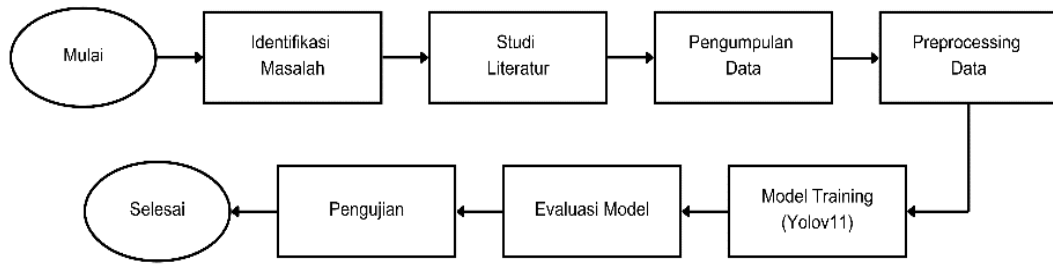 Mulai
Identifikasi
Masalah
Studi
Literatur
Pengumpulan
Data
Preprocessing
Data
Model Training
(Yolov11)
Evaluasi Model
Pengujian
Selesai